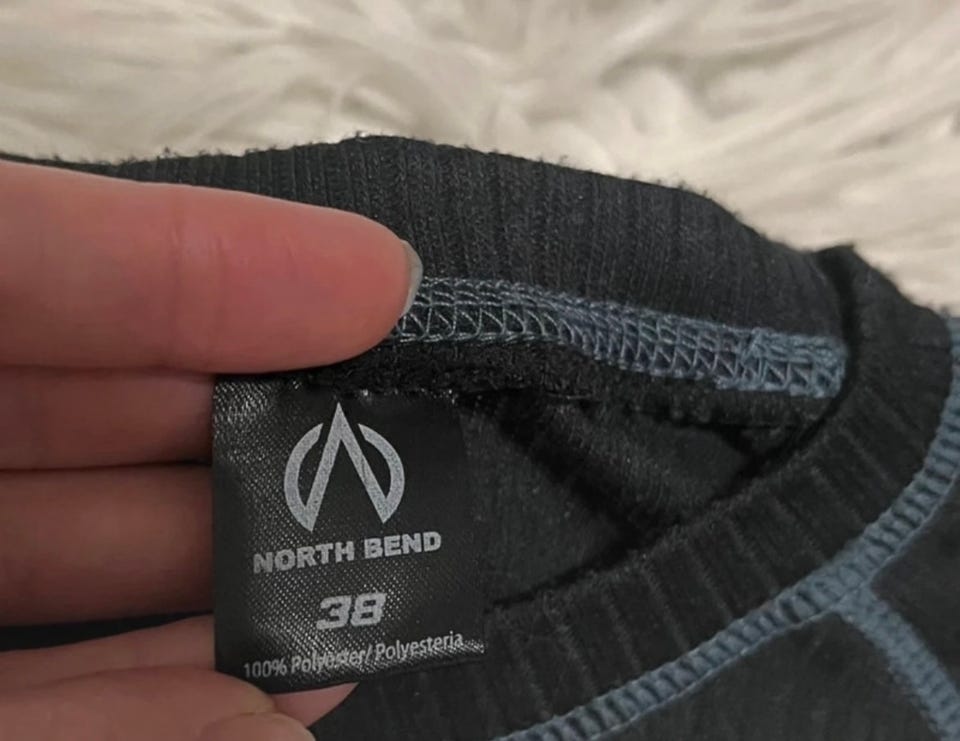 NORTH BEND
38
100% Polyester/Polyesteria